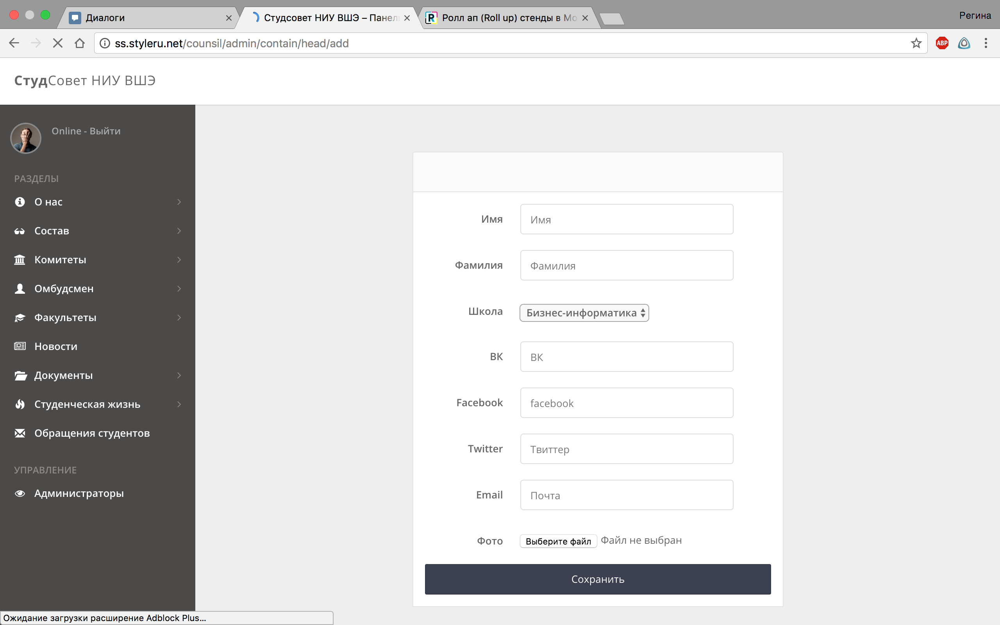 Диалоги
Студсовет НИУ ВШЭ – Панель
Ролл ап (Roll up) стенды в Мо
Регина
ss.styleru.net/counsil/admin/contain/head/add
ABP
СтудСовет НИУ ВШЭ
Online - Выйти
РАЗДЕЛЫ
О нас
Состав
Комитеты
Омбудсмен
Факультеты
Новости
Документы
Студенческая жизнь
Обращения студентов
УПРАВЛЕНИЕ
Администраторы
Имя Имя
Фамилия Фамилия
Школа Бизнес-информатика
ВК ВК
Facebook facebook
Twitter Твиттер
Email Почта
Фото Выберите файл Файл не выбран
Сохранить
Ожидание загрузки расширение Adblock Plus...